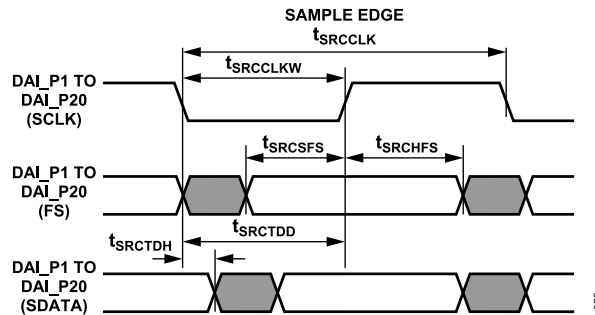 SAMPLE EDGE
tSRCCLK
tSRCCLKW
DAI_P1 TO
DAI_P20
(SCLK)
tSRCSFS
tSRCHFS
DAI_P1 TO
DAI_P20
(FS)
tSRCTDD
tSRCTDH
DAI_P1 TO
DAI_P20
(SDATA)